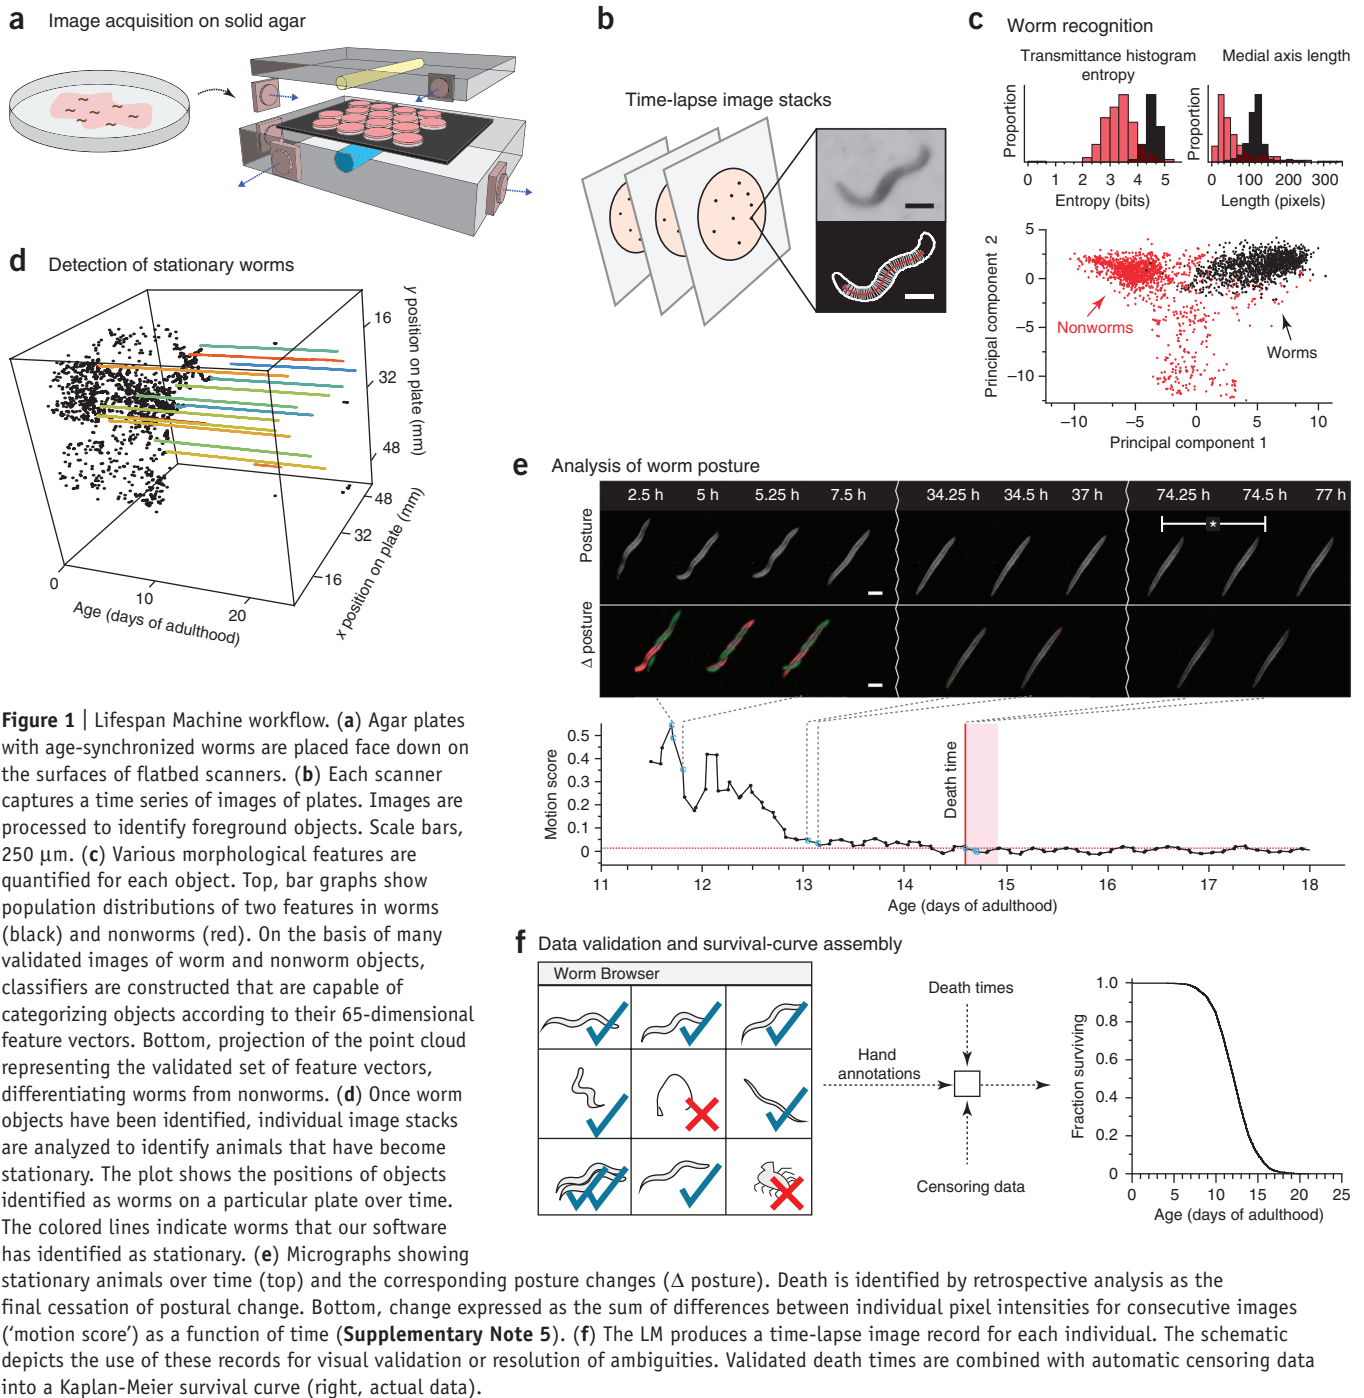 a Image acquisition on solid agar
b
Time-lapse image stacks
c Worm recognition
Transmittance histogram
entropy
Proportion
0 1 2 3 4 5
Entropy (bits)
Medial axis length
Proportion
0 100 200 300
Length (pixels)
Principal component 2
5
0
−5
−10
Nonworms
Worms
−10 −5 0 5 10
Principal component 1
d Detection of stationary worms
16
32
48
y position on plate (mm)
48
32
16
x position on plate (mm)
0
10
20
Age (days of adulthood)
e Analysis of worm posture
2.5 h 5 h 5.25 h 7.5 h 34.25 h 34.5 h 37 h 74.25 h 74.5 h 77 h
Posture
*
Δ posture
Motion score
0.5
0.4
0.3
0.2
0.1
0
Death time
11 12 13 14 15 16 17 18
Age (days of adulthood)
f Data validation and survival-curve assembly
Worm Browser
Hand
annotations
Death times
Censoring data
Fraction surviving
1.0
0.8
0.6
0.4
0.2
0
0 5 10 15 20 25
Age (days of adulthood)
Figure 1 | Lifespan Machine workflow. (a) Agar plates
with age-synchronized worms are placed face down on
the surfaces of flatbed scanners. (b) Each scanner
captures a time series of images of plates. Images are
processed to identify foreground objects. Scale bars,
250 μm. (c) Various morphological features are
quantified for each object. Top, bar graphs show
population distributions of two features in worms
(black) and nonworms (red). On the basis of many
validated images of worm and nonworm objects,
classifiers are constructed that are capable of
categorizing objects according to their 65-dimensional
feature vectors. Bottom, projection of the point cloud
representing the validated set of feature vectors,
differentiating worms from nonworms. (d) Once worm
objects have been identified, individual image stacks
are analyzed to identify animals that have become
stationary. The plot shows the positions of objects
identified as worms on a particular plate over time.
The colored lines indicate worms that our software
has identified as stationary. (e) Micrographs showing
stationary animals over time (top) and the corresponding posture changes (Δ posture). Death is identified by retrospective analysis as the
final cessation of postural change. Bottom, change expressed as the sum of differences between individual pixel intensities for consecutive images
(‘motion score’) as a function of time (Supplementary Note 5). (f) The LM produces a time-lapse image record for each individual. The schematic
depicts the use of these records for visual validation or resolution of ambiguities. Validated death times are combined with automatic censoring data
into a Kaplan-Meier survival curve (right, actual data).